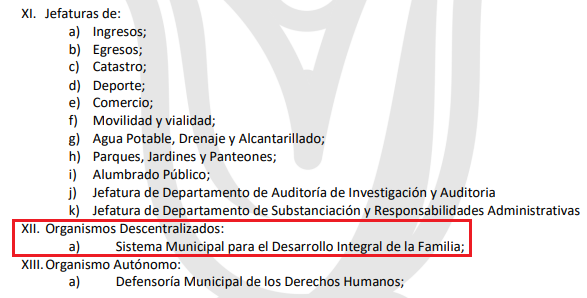 XI. Jefaturas de:
a) Ingresos;
b) Egresos;
c) Catastro;
d) Deporte;
e) Comercio;
f) Movilidad y vialidad;
g) Agua Potable, Drenaje y Alcantarillado;
h) Parques, Jardines y Panteones;
i) Alumbrado Público;
j) Jefatura de Departamento de Auditoría de Investigación y Auditoria
k) Jefatura de Departamento de Substanciación y Responsabilidades Administrativas
XII. Organismos Descentralizados:
a) Sistema Municipal para el Desarrollo Integral de la Familia;
XIII. Organismo Autónomo:
a) Defensoría Municipal de los Derechos Humanos;